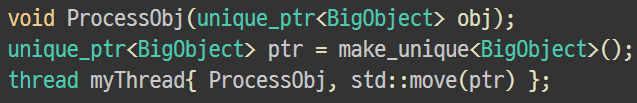 void ProcessObj(unique_ptr<BigObject> obj);
unique_ptr<BigObject> ptr = make_unique<BigObject>();
thread myThread{ ProcessObj, std::move(ptr) };